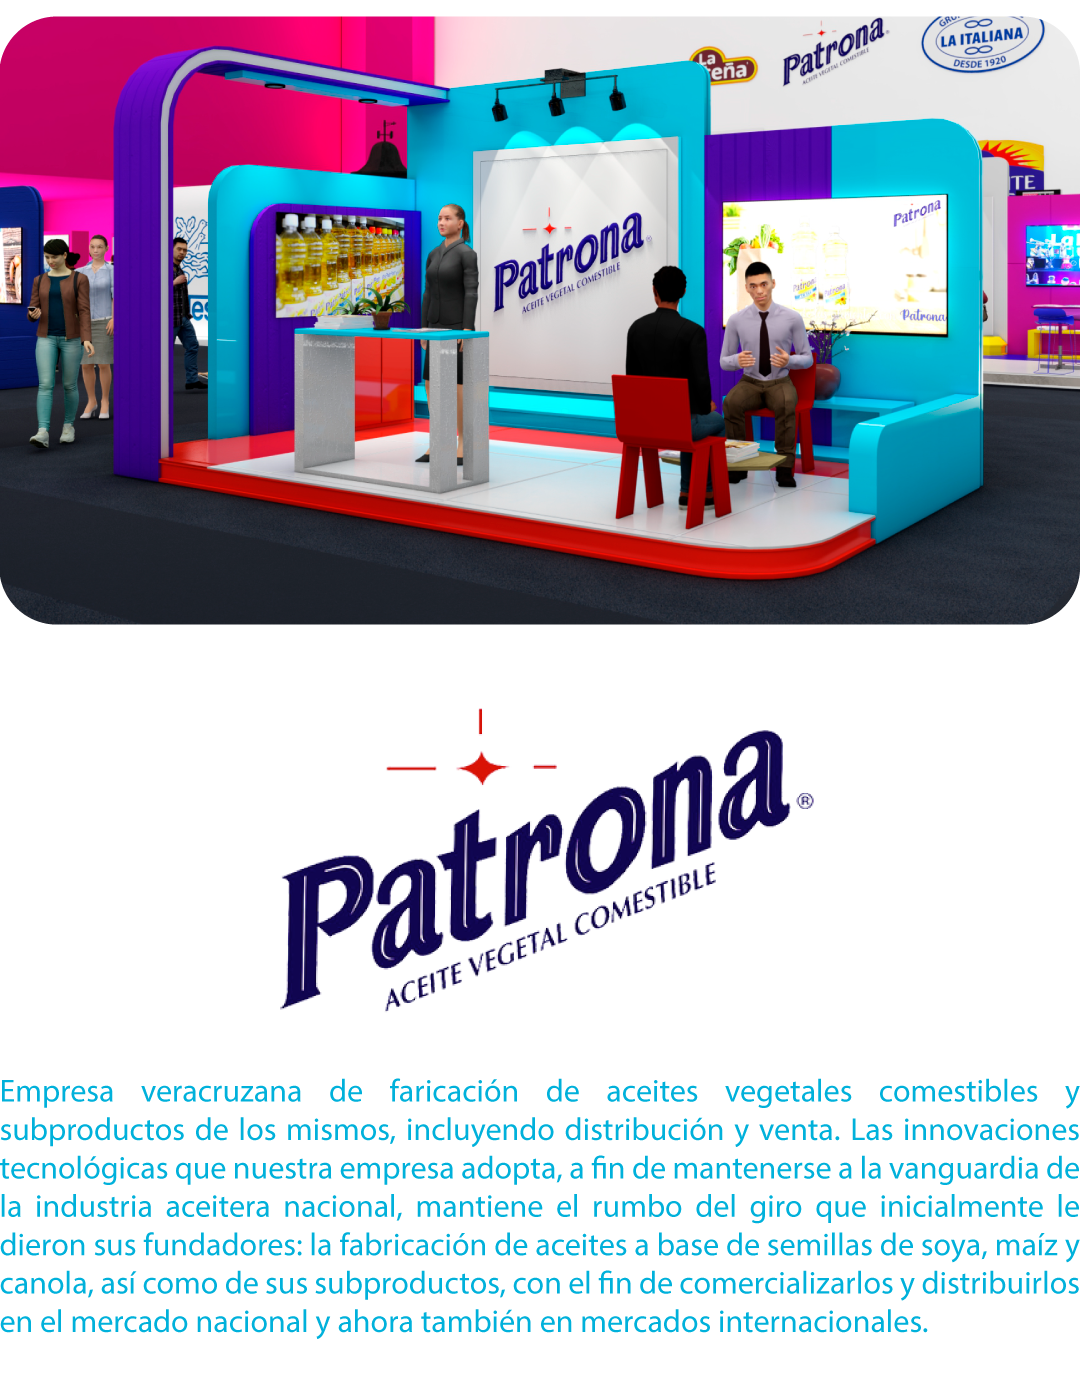 La
Patrona
ACEITE VEGETAL COMESTIBLE
LA ITALIANA
DESDE 1920
Patrona
Patrona
ACEITE VEGETAL COMESTIBLE
Patrona
Patrona
ACEITE VEGETAL COMESTIBLE
®
Empresa veracruzana de faricación de aceites vegetales comestibles y
subproductos de los mismos, incluyendo distribución y venta. Las innovaciones
tecnológicas que nuestra empresa adopta, a fin de mantenerse a la vanguardia de
la industria aceitera nacional, mantiene el rumbo del giro que inicialmente le
dieron sus fundadores: la fabricación de aceites a base de semillas de soya, maíz y
canola, así como de sus subproductos, con el fin de comercializarlos y distribuirlos
en el mercado nacional y ahora también en mercados internacionales.